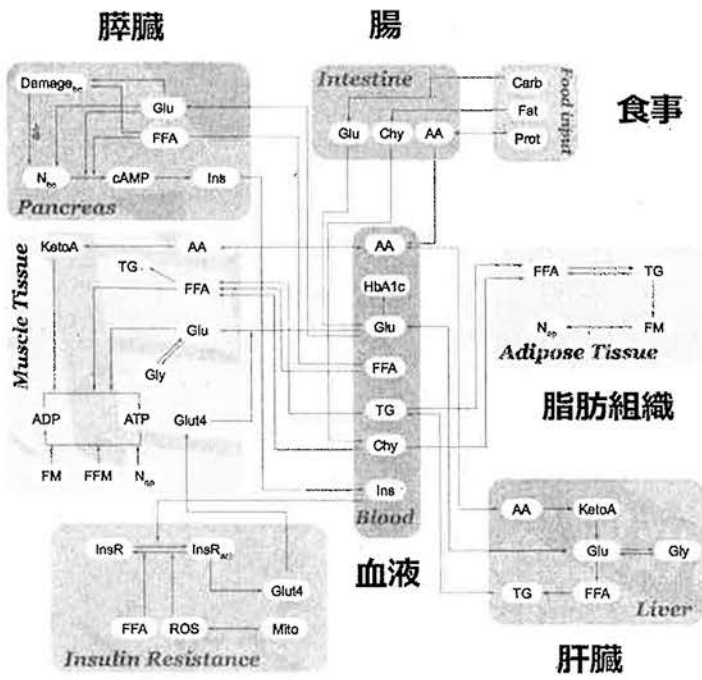 膵臓
腸
食事
Damage
Glu
FFA
cAMP
Ins
Pancreas
Intestine
Glu
Chy
AA
Carb
Fat
Prot
Food input
Muscle Tissue
KetoA
AA
TG
FFA
Glu
Gly
ADP
ATP
Glut4
FM
FFM
AA
HbA1c
Glu
FFA
TG
Chy
Ins
Blood
血液
FFA
TG
FM
Adipose Tissue
脂肪組織
InsR
InsR
Glut4
FFA
ROS
Mito
Insulin Resistance
AA
KetoA
Glu
Gly
TG
FFA
Liver
肝臓